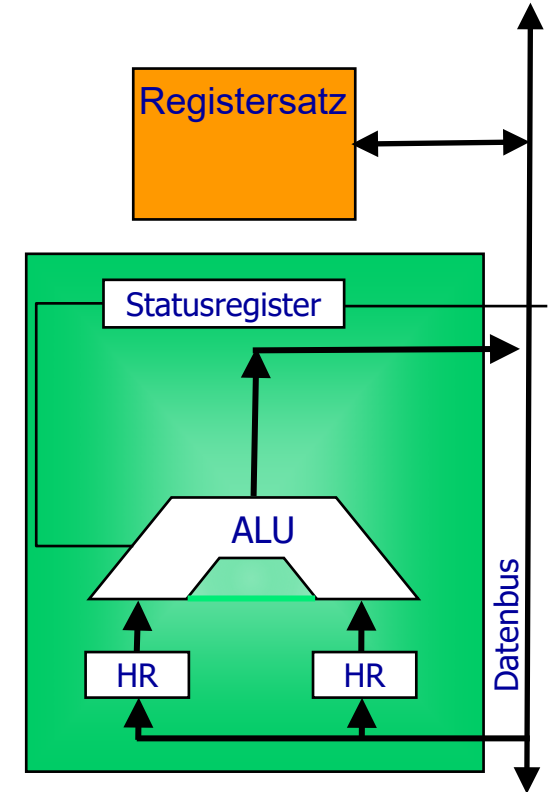 Registersatz
Statusregister
ALU
Datenbus
HR
HR